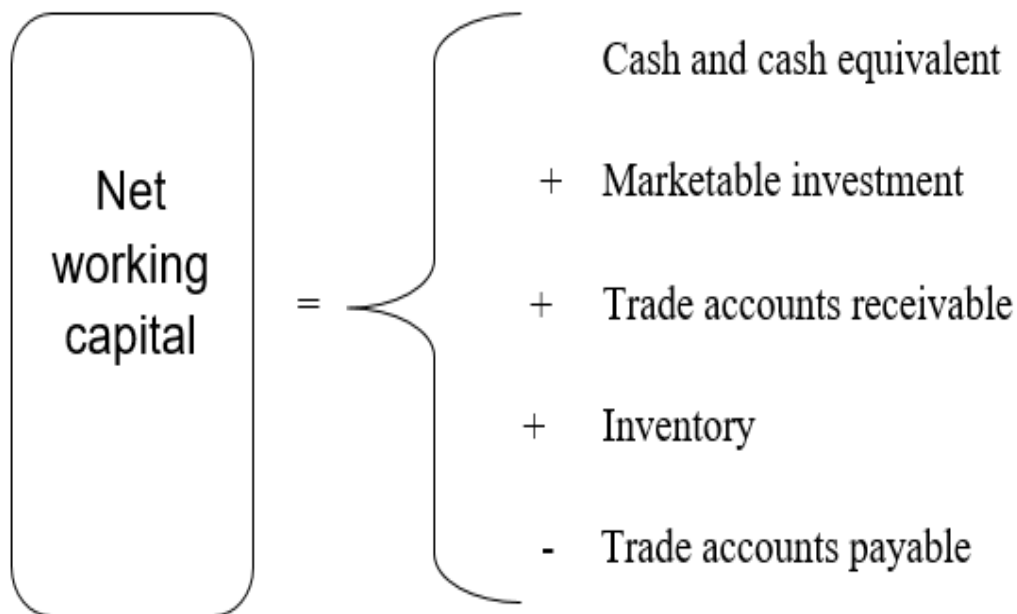 Net
working
capital
=
Cash and cash equivalent
+ Marketable investment
+ Trade accounts receivable
+ Inventory
- Trade accounts payable